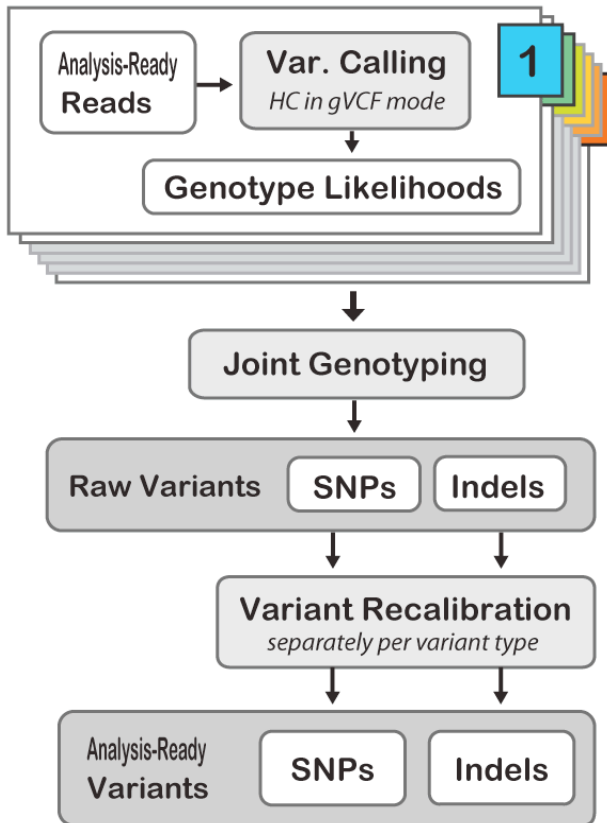 Analysis-Ready
Reads
Var. Calling
HC in gVCF mode
1
Genotype Likelihoods
Joint Genotyping
Raw Variants
SNPs
Indels
Variant Recalibration
separately per variant type
Analysis-Ready
Variants
SNPs
Indels